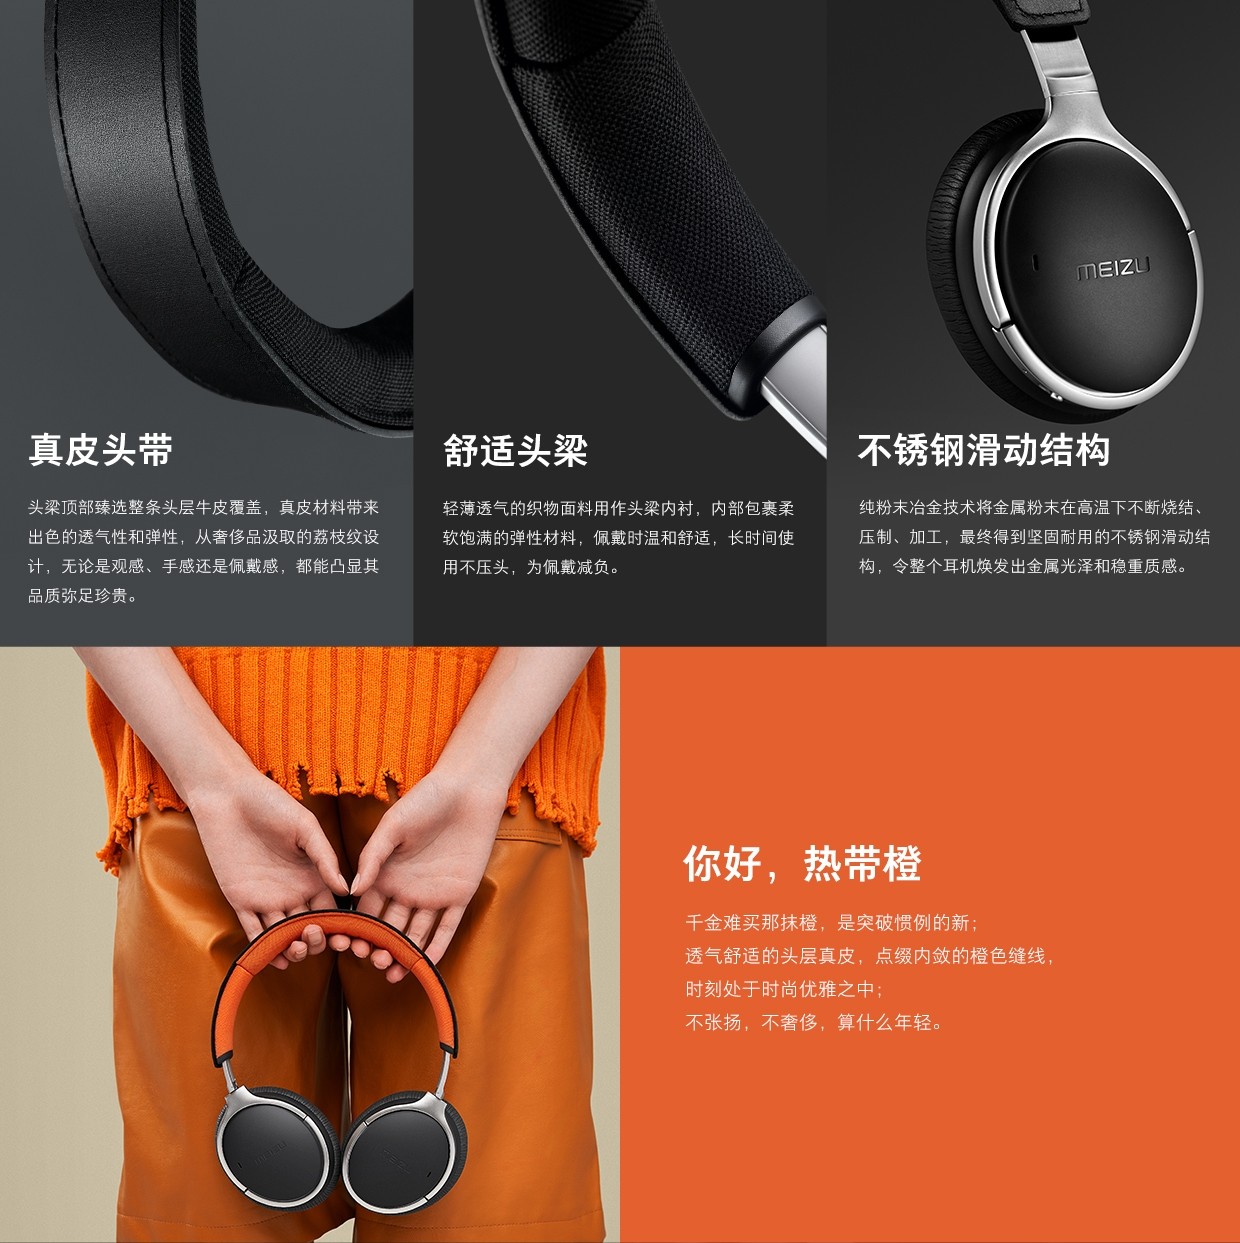 MEIZU
真皮头带
头梁顶部臻选整条头层牛皮覆盖，真皮材料带来
出色的透气性和弹性，从奢侈品汲取的荔枝纹设
计，无论是观感、手感还是佩戴感，都能凸显其
品质弥足珍贵。
舒适头梁
轻薄透气的织物面料用作头梁内衬，内部包裹柔
软饱满的弹性材料，佩戴时温和舒适，长时间使
用不压头，为佩戴减负。
不锈钢滑动结构
纯粉末冶金技术将金属粉末在高温下不断烧结、
压制、加工，最终得到坚固耐用的不锈钢滑动结
构，令整个耳机焕发出金属光泽和稳重质感。
你好，热带橙
千金难买那抹橙，是突破惯例的新；
透气舒适的头层真皮，点缀内敛的橙色缝线，
时刻处于时尚优雅之中；
不张扬，不奢侈，算什么年轻。
MEIZU
MEIZU